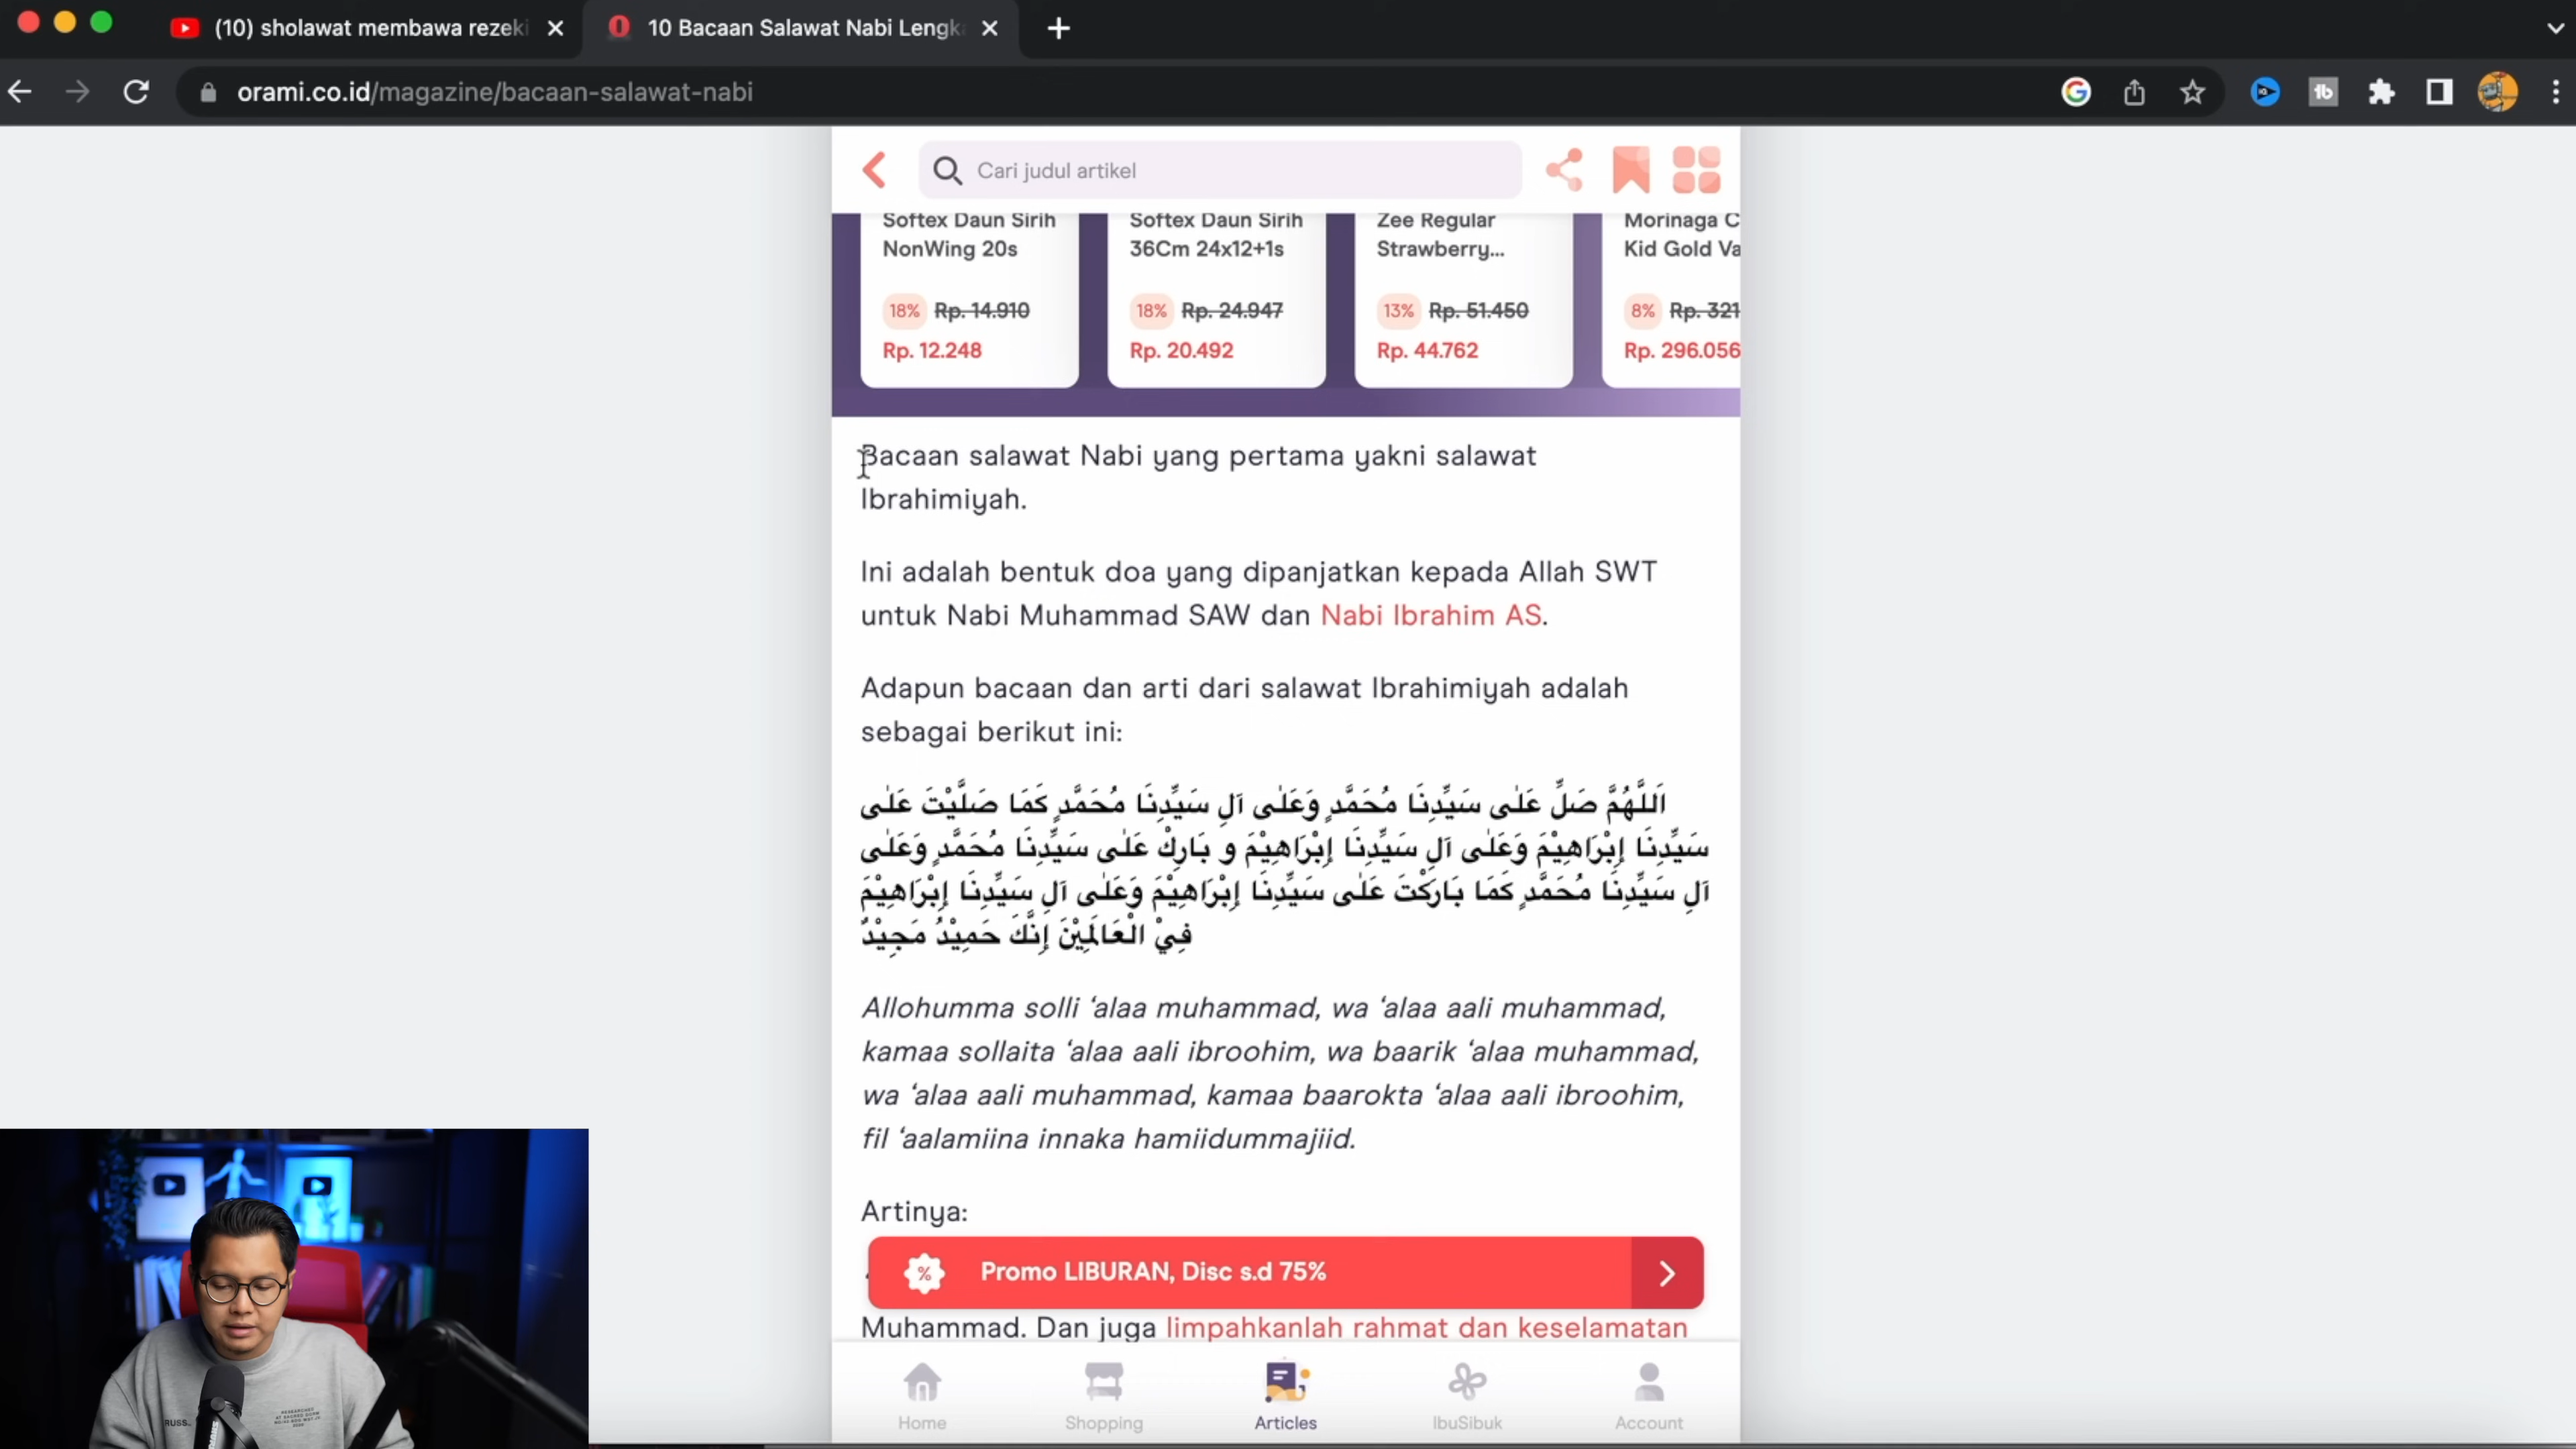 (10) sholawat membawa rezeki
10 Bacaan Salawat Nabi Lengka
orami.co.id/magazine/bacaan-salawat-nabi
Cari judul artikel
Softex Daun Sirih
NonWing 20s
18% Rp. 14.910
Rp. 12.248
Softex Daun Sirih
36Cm 24x12+1s
18% Rp. 24.947
Rp. 20.492
Zee Regular
Strawberry...
13% Rp. 51.450
Rp. 44.762
Morinaga C
Kid Gold Va
8% Rp. 321
Rp. 296.056
Bacaan salawat Nabi yang pertama yakni salawat
Ibrahimiyah.
Ini adalah bentuk doa yang dipanjatkan kepada Allah SWT
untuk Nabi Muhammad SAW dan Nabi Ibrahim AS.
Adapun bacaan dan arti dari salawat Ibrahimiyah adalah
sebagai berikut ini:
اَللَّهُمَّ صَلِّ عَلٰى سَيِّدِنَا مُحَمَّدٍ وَعَلٰى اٰلِ سَيِّدِنَا مُحَمَّدٍ كَمَا صَلَّيْتَ عَلٰى
سَيِّدِنَا إِبْرَاهِيْمَ وَعَلٰى اٰلِ سَيِّدِنَا إِبْرَاهِيْمَ و بَارِكْ عَلٰى سَيِّدِنَا مُحَمَّدٍ وَعَلٰى
اٰلِ سَيِّدِنَا مُحَمَّدٍ كَمَا بَارَكْتَ عَلٰى سَيِّدِنَا إِبْرَاهِيْمَ وَعَلٰى اٰلِ سَيِّدِنَا إِبْرَاهِيْمَ
فِيْ الْعَالَمِيْنَ إِنَّكَ حَمِيْدُ مَجِيْدٌ
Allohumma solli ‘alaa muhammad, wa ‘alaa aali muhammad,
kamaa sollaita ‘alaa aali ibroohim, wa baarik ‘alaa muhammad,
wa ‘alaa aali muhammad, kamaa baarokta ‘alaa aali ibroohim,
fil ‘aalamiina innaka hamiidummajiid.
Artinya:
Promo LIBURAN, Disc s.d 75%
Muhammad. Dan juga limpahkanlah rahmat dan keselamatan
Home
Shopping
Articles
IbuSibuk
Account
RUSS.